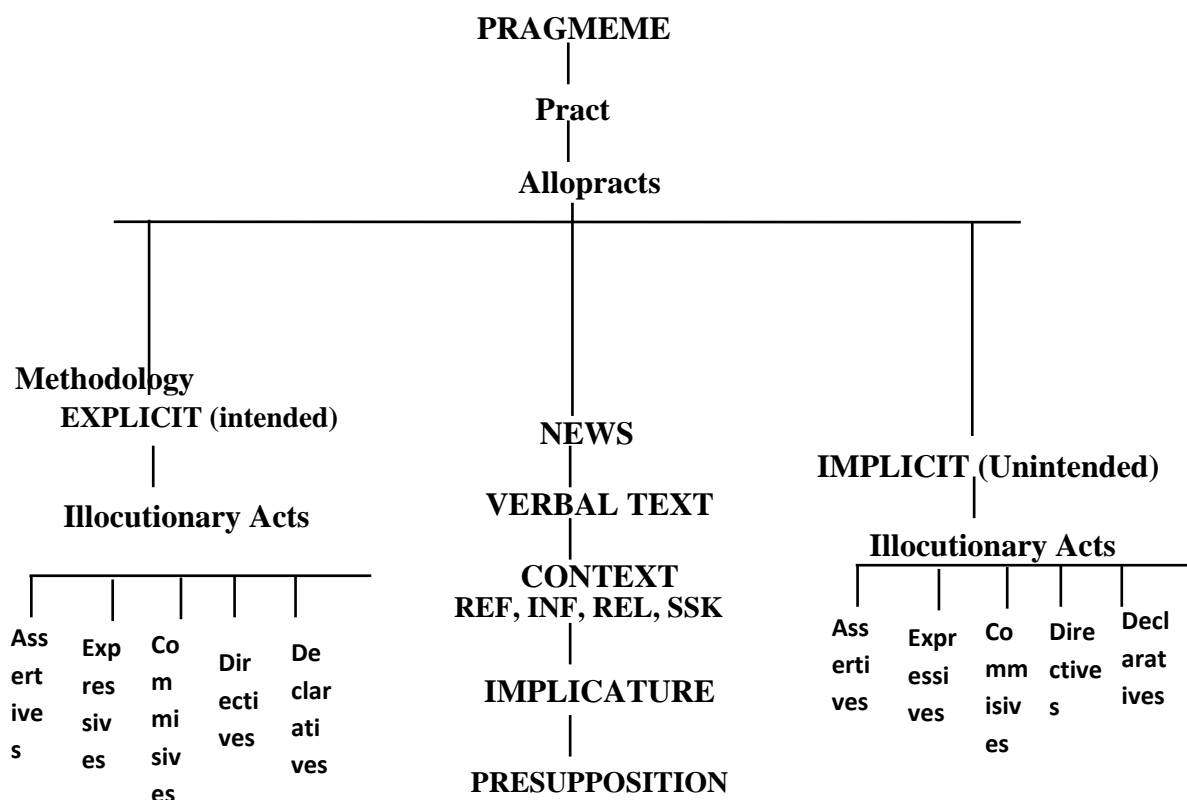 PRAGMEME
Pract
Allopracts
Methodology
EXPLICIT (intended)
Illocutionary Acts
Ass
ert
ive
s
Exp
res
siv
es
Co
m
mi
siv
es
Dir
ecti
ves
De
clar
ati
ves
NEWS
VERBAL TEXT
CONTEXT
REF, INF, REL, SSK
IMPLICATURE
PRESUPPOSITION
IMPLICIT (Unintended)
Illocutionary Acts
Ass
erti
ves
Expr
essi
ves
Co
mm
isiv
es
Dire
ctive
s
Decl
arat
ives